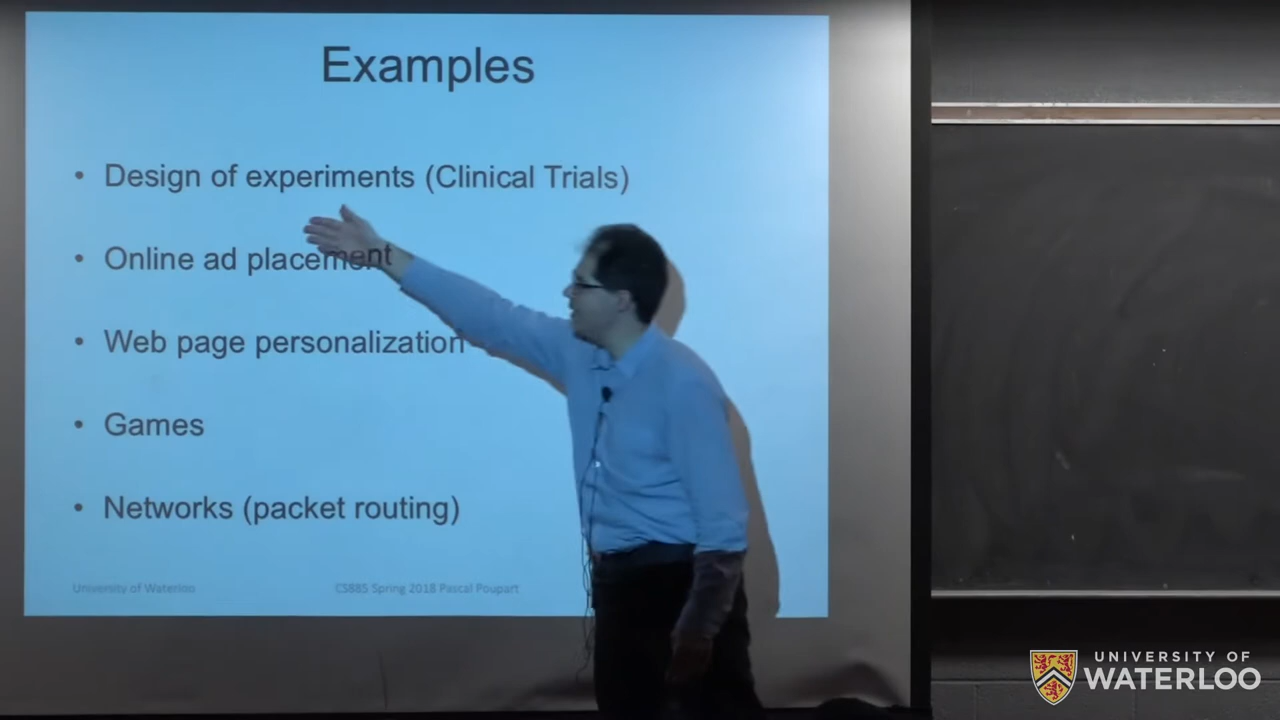 Examples
• Design of experiments (Clinical Trials)
• Online ad placement
• Web page personalization
• Games
• Networks (packet routing)
University of Waterloo
CS885 Spring 2018 Pascal Poupart
UNIVERSITY OF
WATERLOO